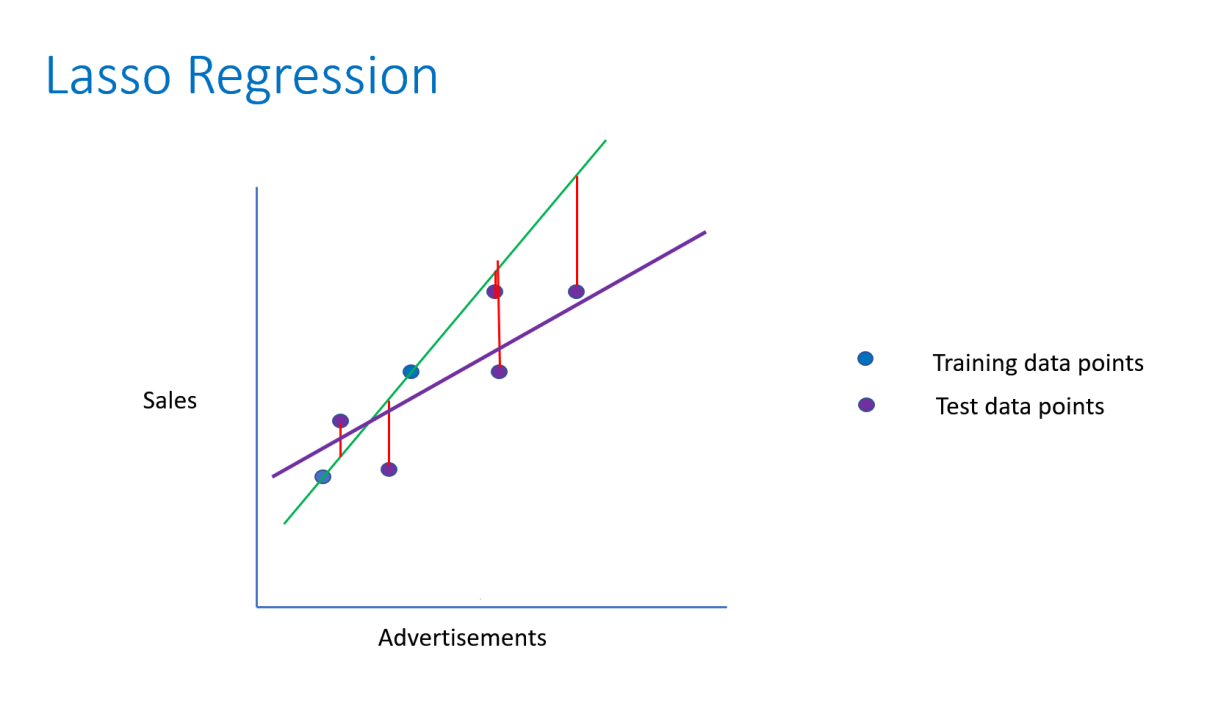 Lasso Regression
Sales
Training data points
Test data points
Advertisements